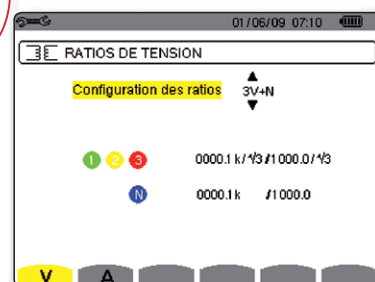 01/06/09 07:10
RATIOS DE TENSION
Configuration des ratios 3V+N
1 2 3 0000.1 k/√3/1000.0/√3
N 0000.1k /1000.0
V A